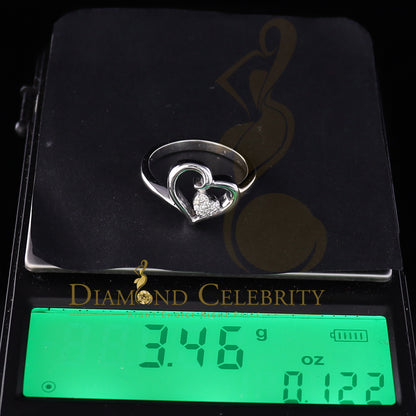 DIAMOND CELEBRITY
3.46 g
oz
0.122